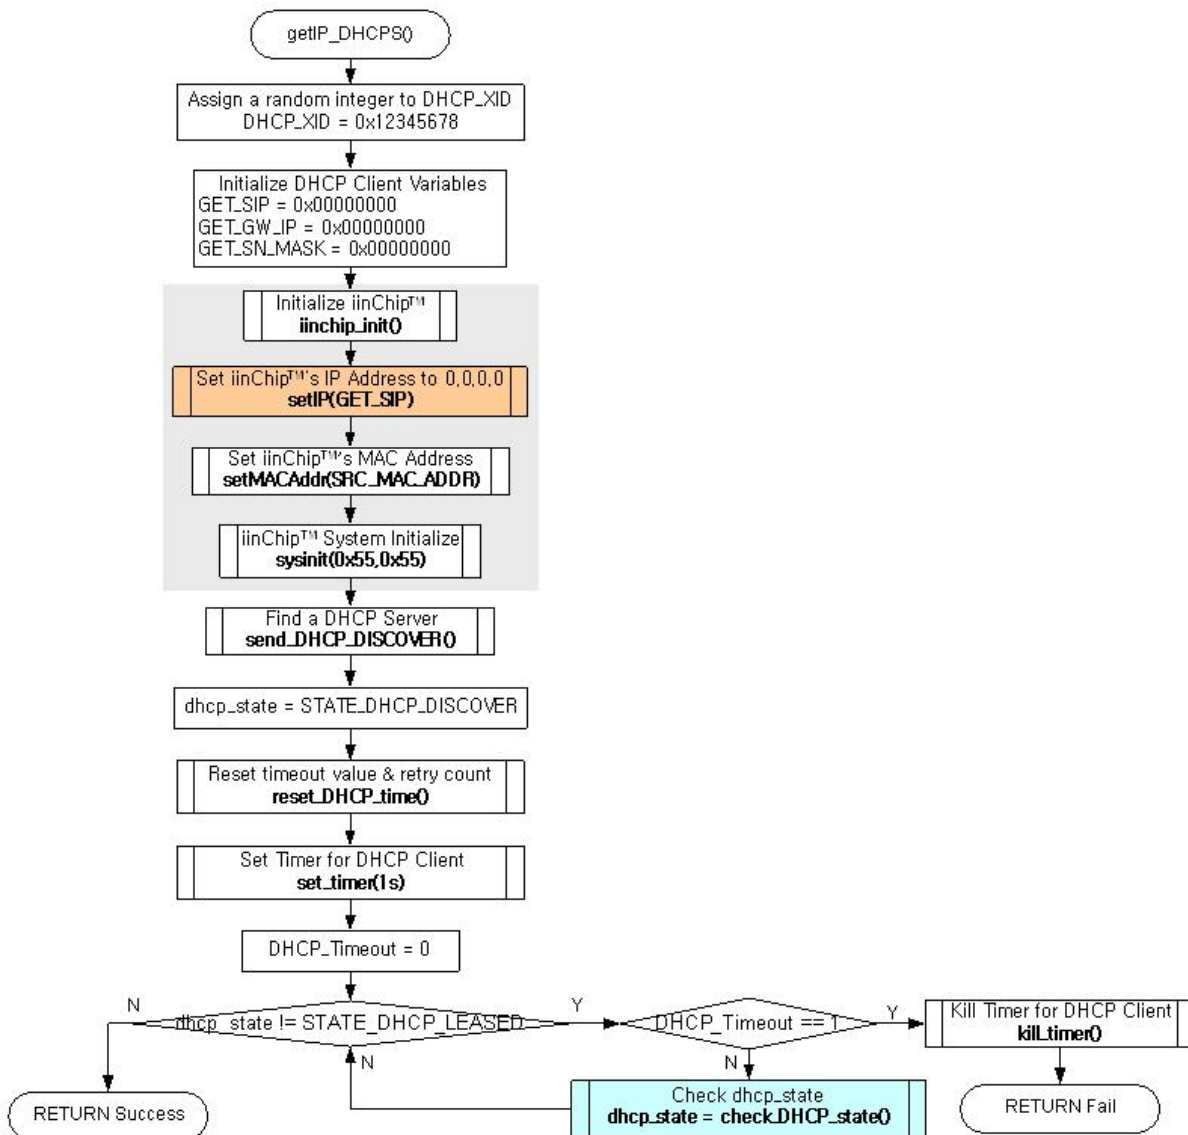 getIP_DHCPS()
Assign a random integer to DHCP_XID
DHCP_XID = 0x12345678
Initialize DHCP Client Variables
GET_SIP = 0x00000000
GET_GW_IP = 0x00000000
GET_SN_MASK = 0x00000000
Initialize iinChip™
iinchip_init()
Set iinChip™'s IP Address to 0,0,0,0
setIP(GET_SIP)
Set iinChip™'s MAC Address
setMACAddr(SRC_MAC_ADDR)
iinChip™ System Initialize
sysinit(0x55,0x55)
Find a DHCP Server
send_DHCP_DISCOVER()
dhcp_state = STATE_DHCP_DISCOVER
Reset timeout value & retry count
reset_DHCP_time()
Set Timer for DHCP Client
set_timer(1s)
DHCP_Timeout = 0
N
dhcp_state != STATE_DHCP_LEASED
Y
DHCP_Timeout == 1
Y
Kill Timer for DHCP Client
kill_timer()
N
N
RETURN Success
Check dhcp_state
dhcp_state = check_DHCP_state()
RETURN Fail